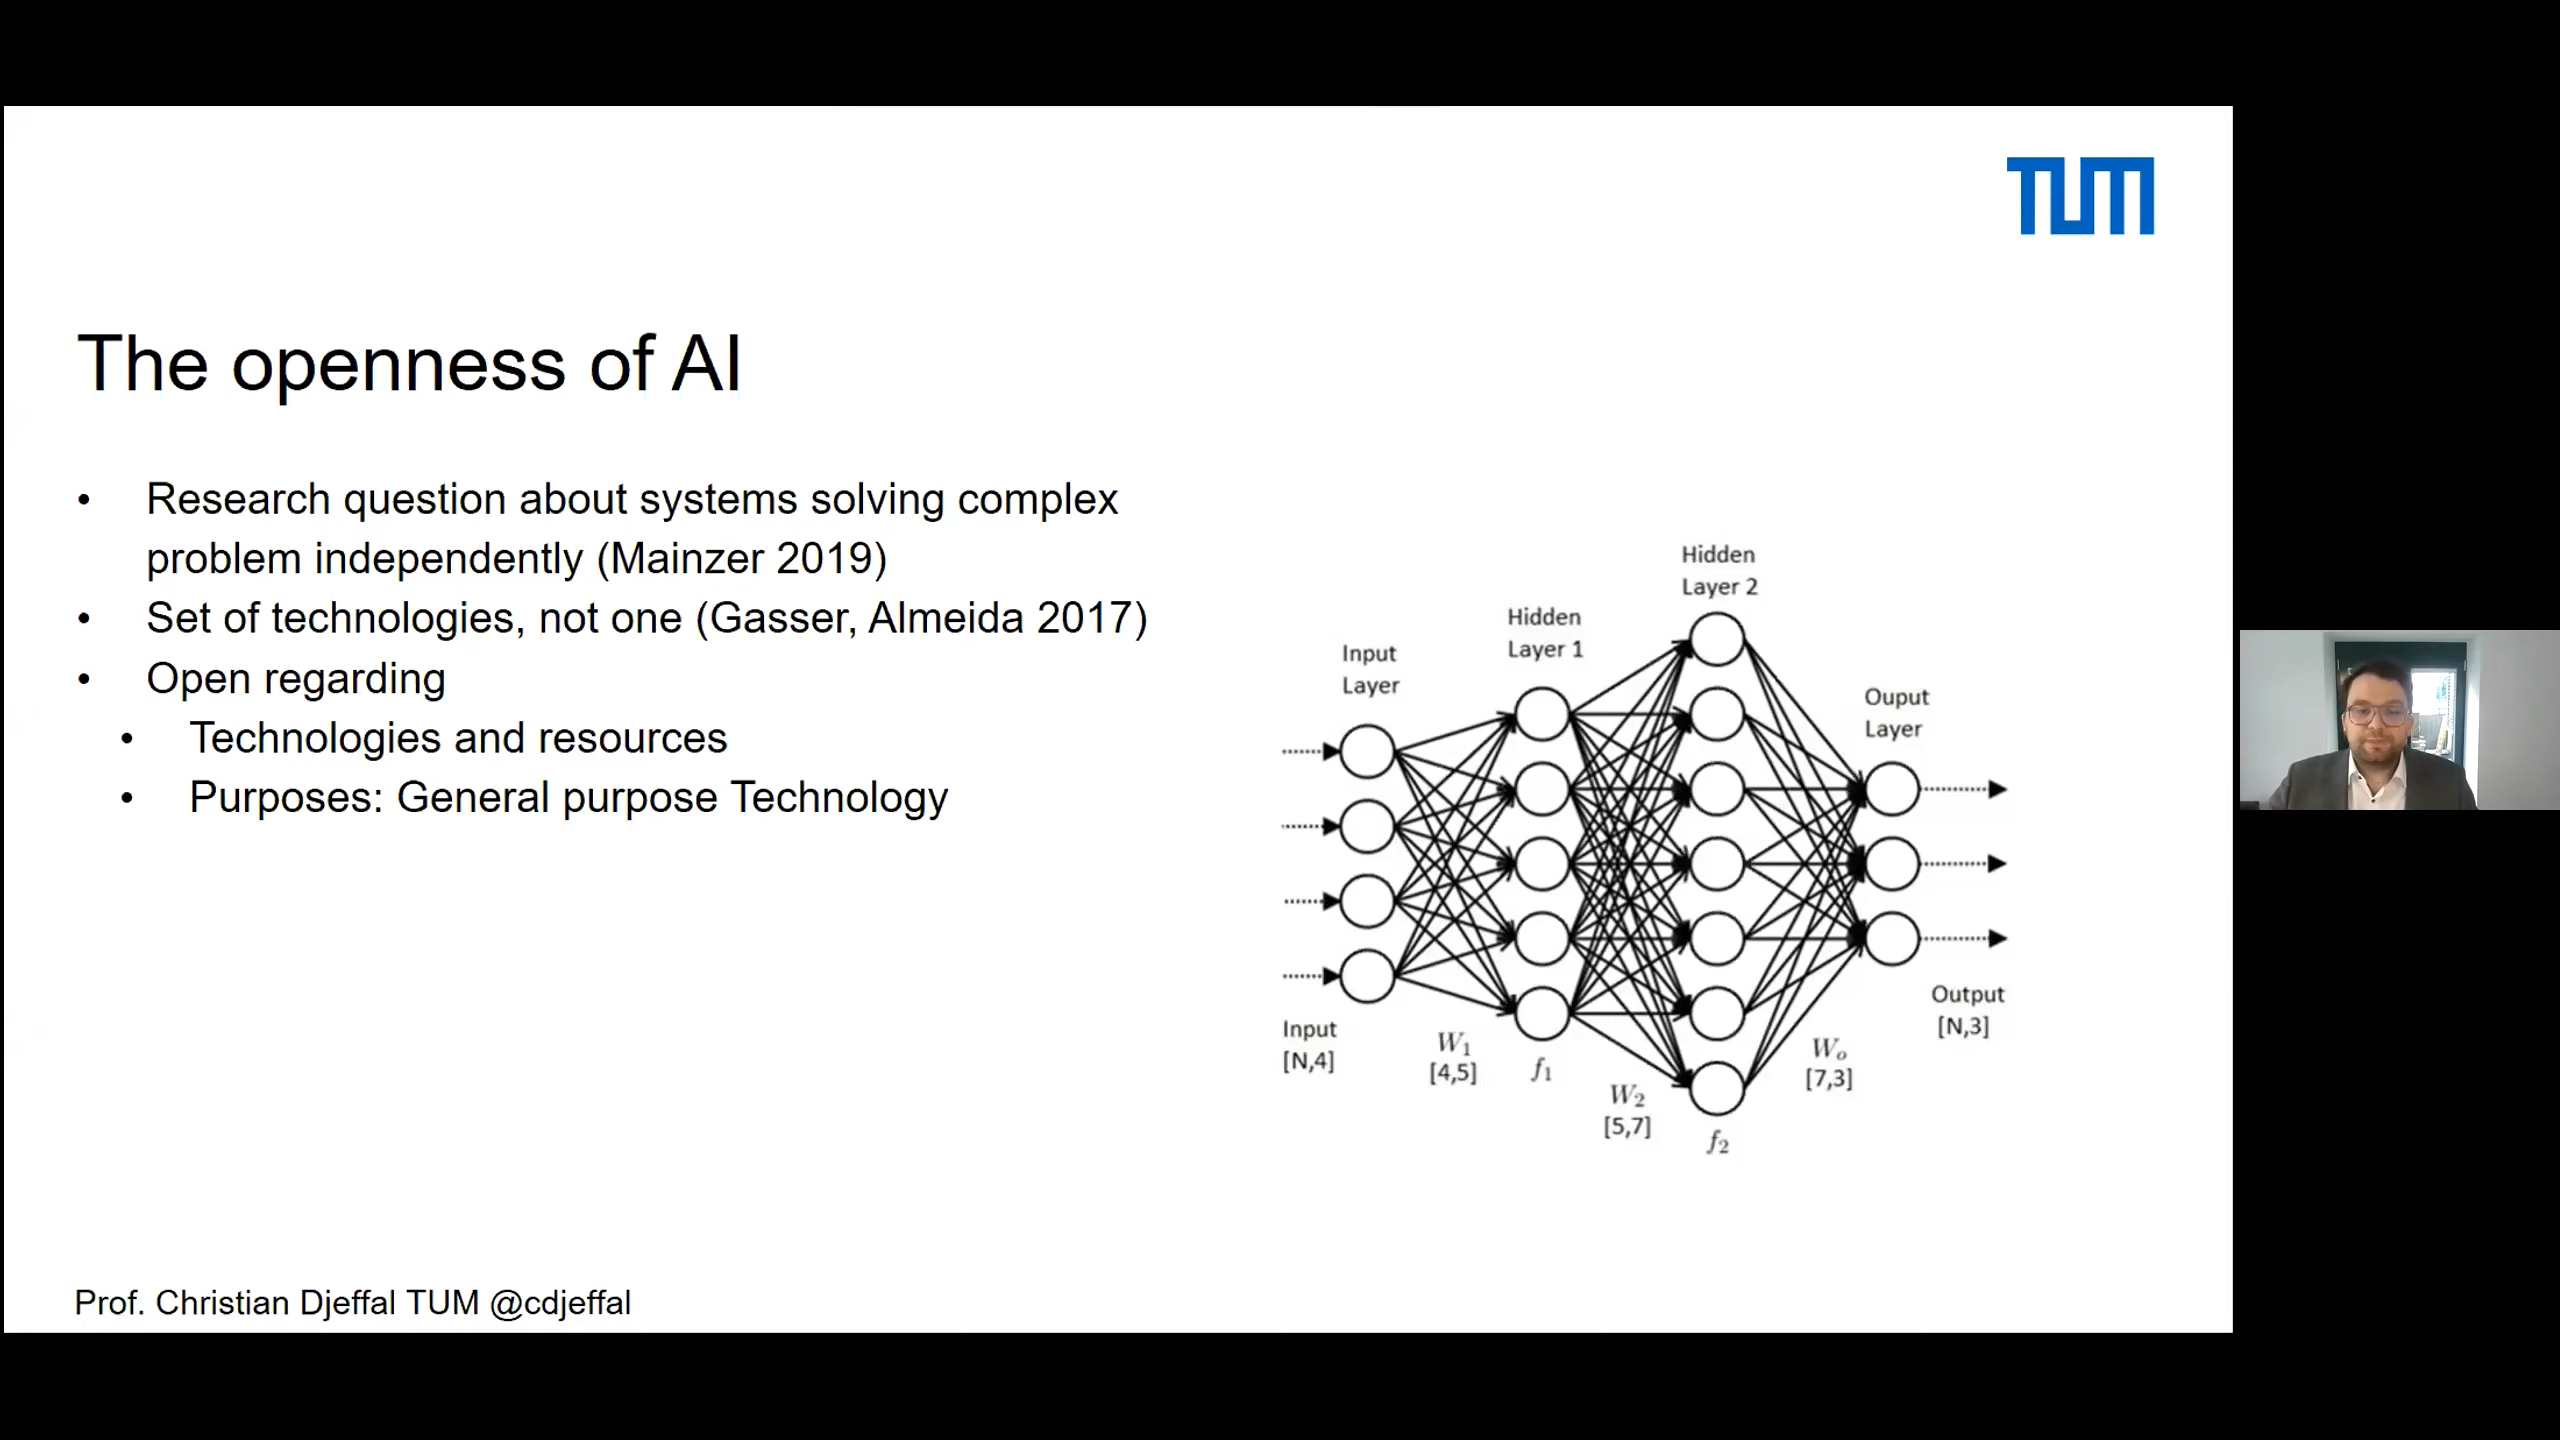 TUM
The openness of AI
• Research question about systems solving complex
problem independently (Mainzer 2019)
• Set of technologies, not one (Gasser, Almeida 2017)
• Open regarding
• Technologies and resources
• Purposes: General purpose Technology
Input
Layer
Hidden
Layer 1
Hidden
Layer 2
Ouput
Layer
Input
[N,4]
W₁
[4,5]
f₁
W₂
[5,7]
f₂
Wₒ
[7,3]
Output
[N,3]
Prof. Christian Djeffal TUM @cdjeffal